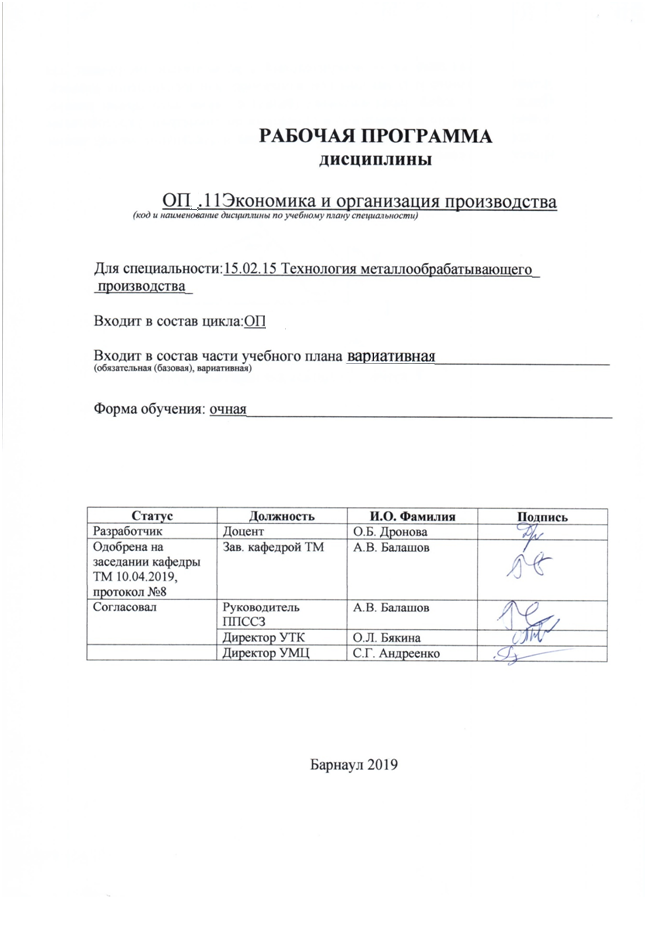 РАБОЧАЯ ПРОГРАММА
дисциплины
ОП .11Экономика и организация производства
(код и наименование дисциплины по учебному плану специальности)
Для специальности:15.02.15 Технология металлообрабатывающего
производства
Входит в состав цикла:ОП
Входит в состав части учебного плана вариативная
(обязательная (базовая), вариативная)
Форма обучения: очная
Статус Должность И.О. Фамилия Подпись
Разработчик Доцент О.Б. Дронова
Одобрена на Зав. кафедрой ТМ А.В. Балашов
заседании кафедры
ТМ 10.04.2019,
протокол №8
Согласовал Руководитель А.В. Балашов
ППССЗ
Директор УТК О.Л. Бякина
Директор УМЦ С.Г. Андреенко
Барнаул 2019